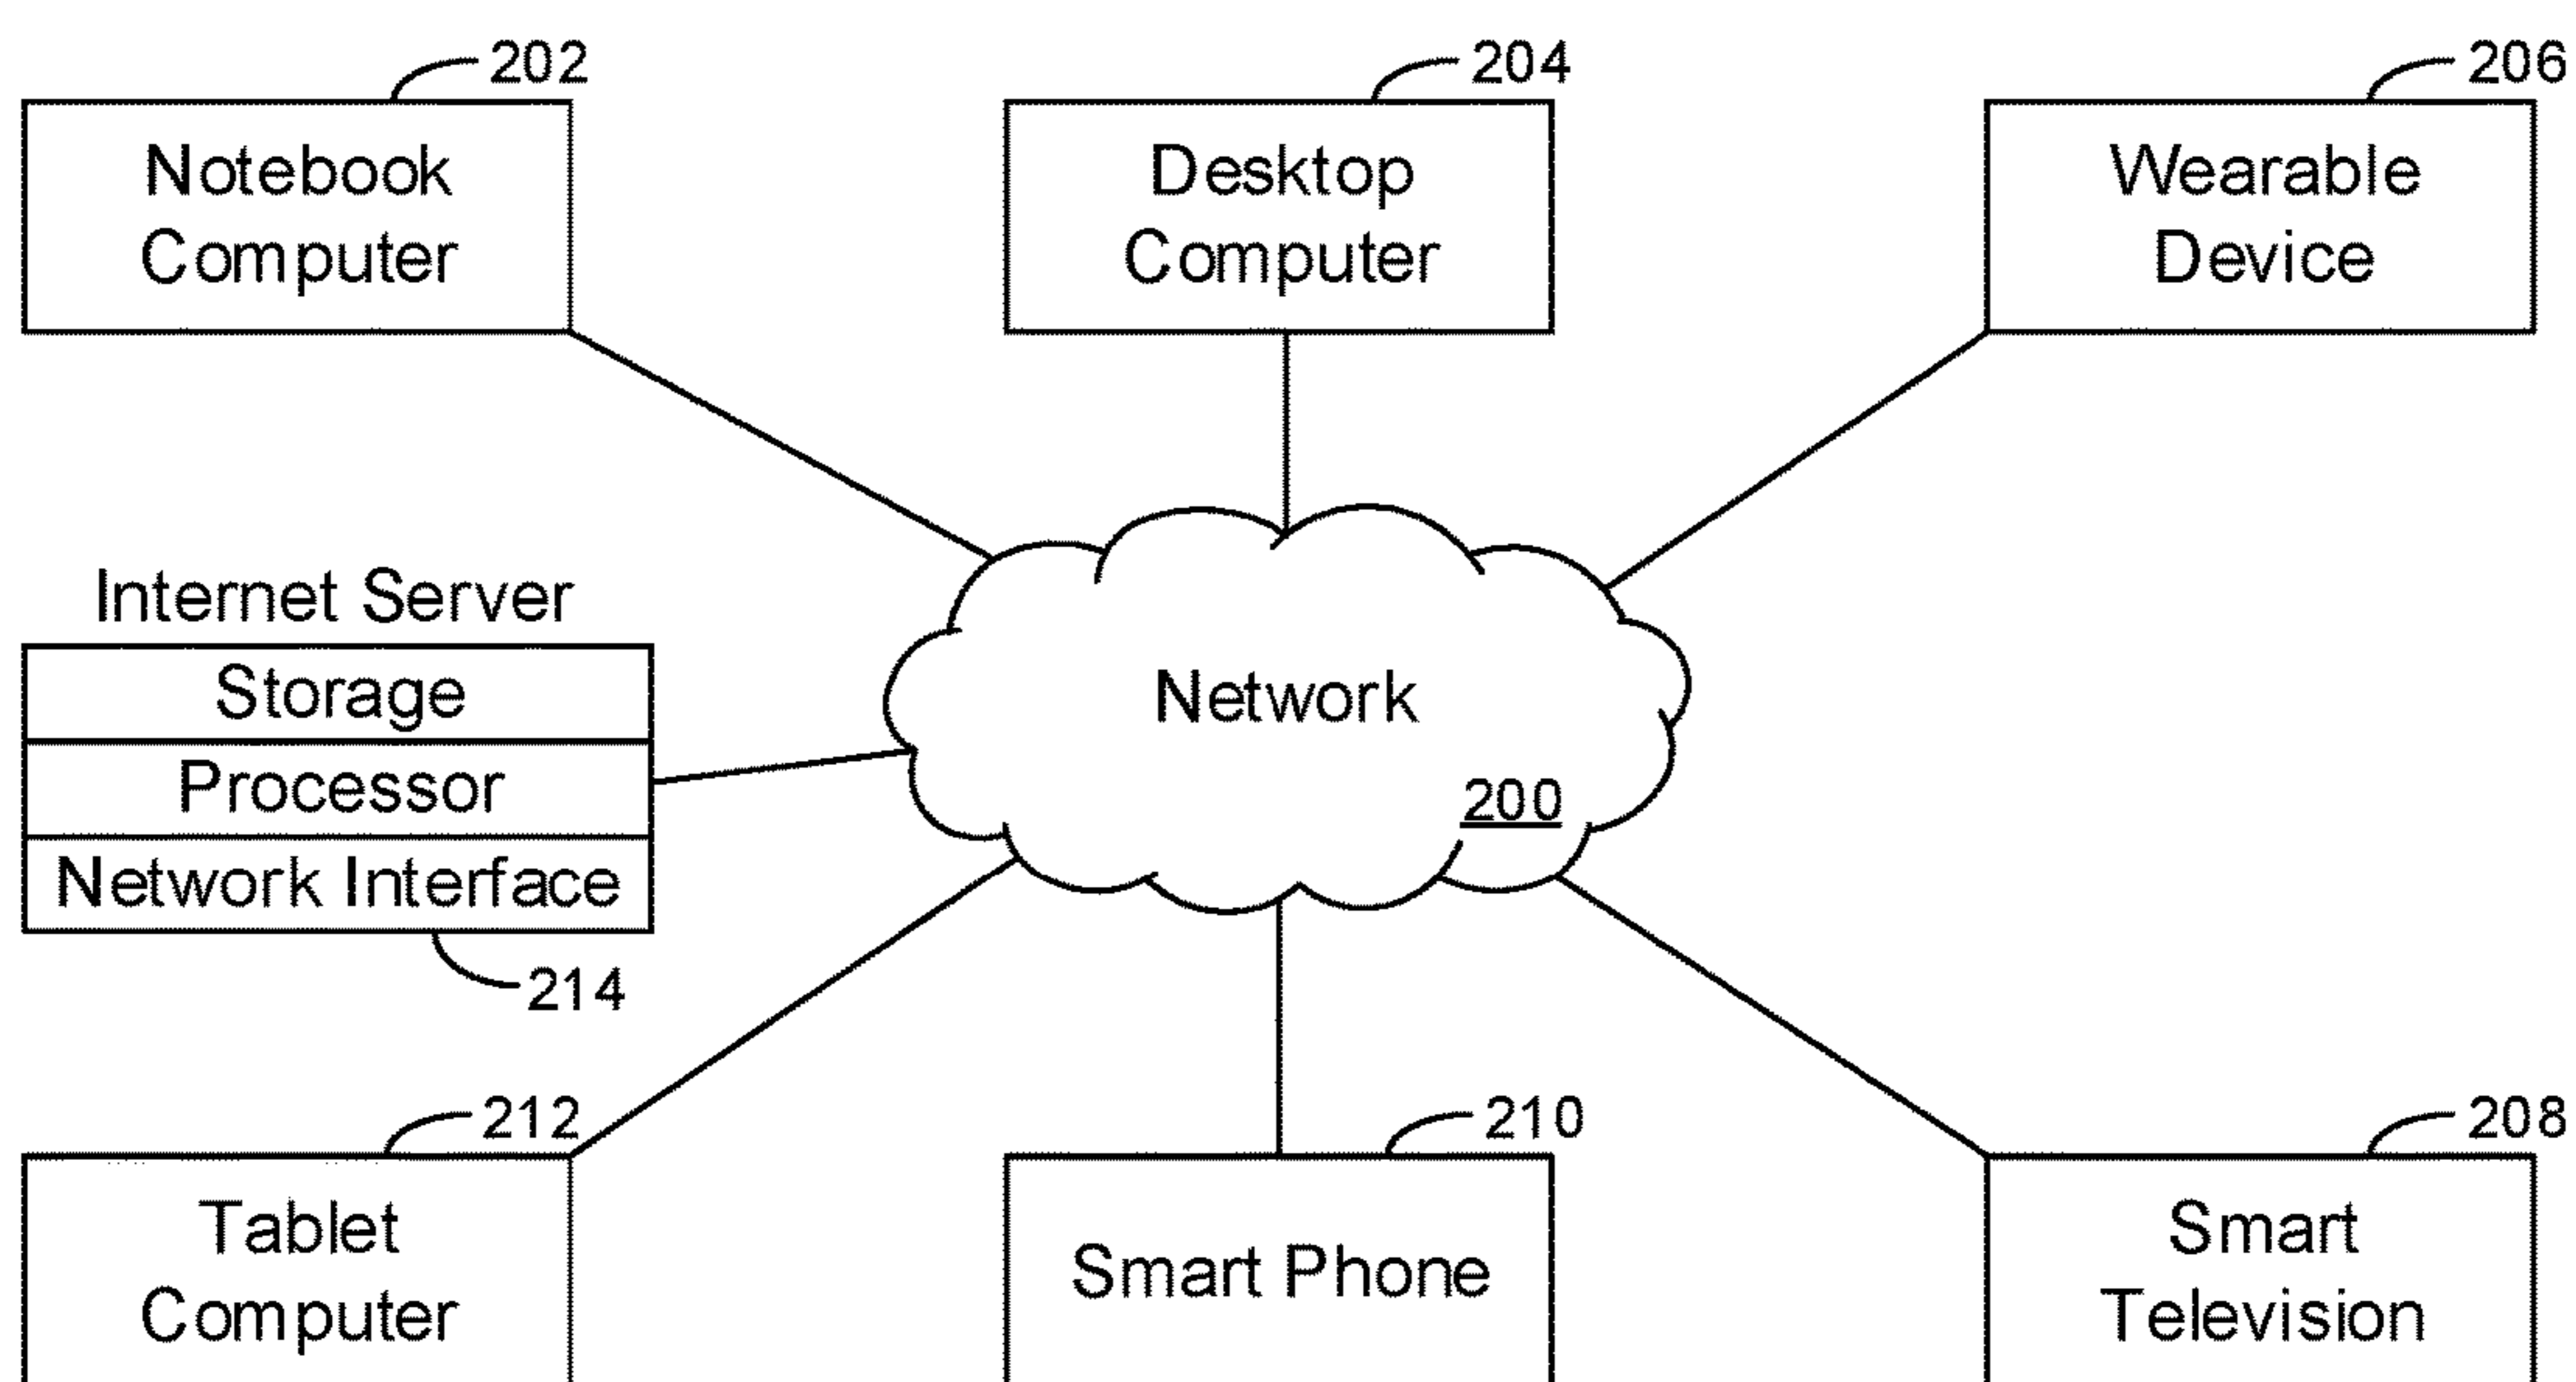 202
204
206
Notebook
Computer
Desktop
Computer
Wearable
Device
Internet Server
Storage
Processor
Network Interface
214
Network
200
212
210
208
Tablet
Computer
Smart Phone
Smart
Television